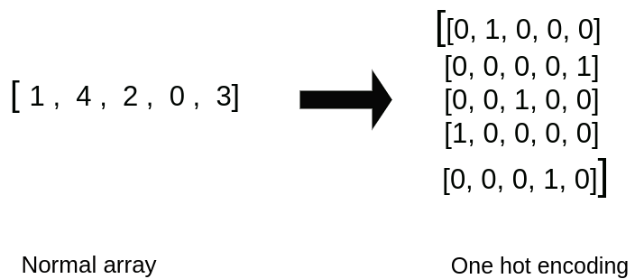 [ 1 , 4 , 2 , 0 , 3]
[[0, 1, 0, 0, 0]
[0, 0, 0, 0, 1]
[0, 0, 1, 0, 0]
[1, 0, 0, 0, 0]
[0, 0, 0, 1, 0]]
Normal array
One hot encoding